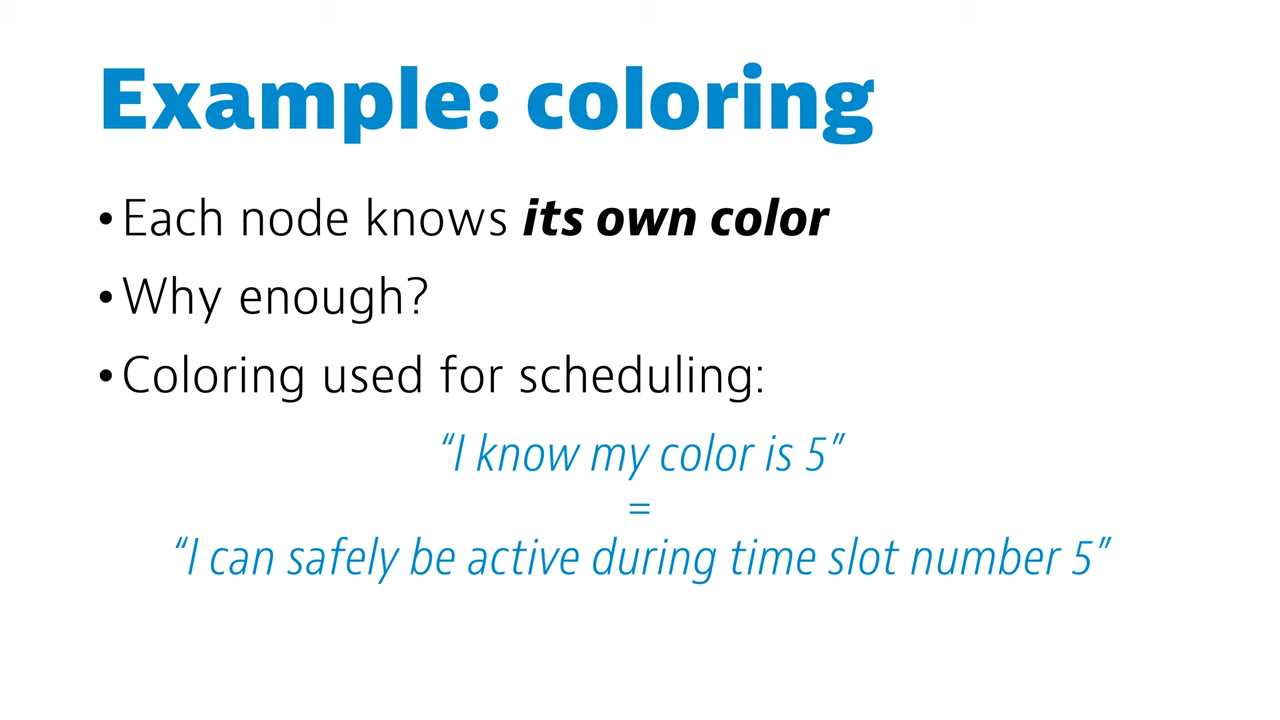 Example: coloring
• Each node knows its own color
• Why enough?
• Coloring used for scheduling:
“I know my color is 5”
=
“I can safely be active during time slot number 5”